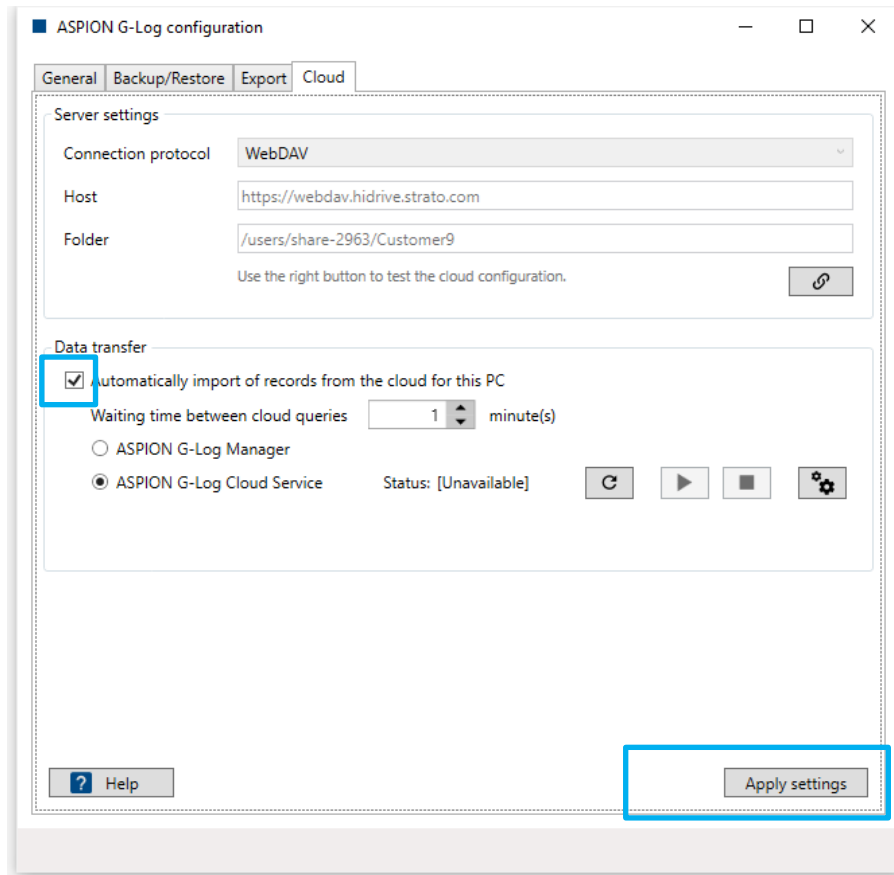 ASPION G-Log configuration
General Backup/Restore Export Cloud
Server settings
Connection protocol WebDAV
Host https://webdav.hidrive.strato.com
Folder /users/share-2963/Customer9
Use the right button to test the cloud configuration.
Data transfer
Automatically import of records from the cloud for this PC
Waiting time between cloud queries 1 minute(s)
ASPION G-Log Manager
ASPION G-Log Cloud Service Status: [Unavailable]
? Help Apply settings